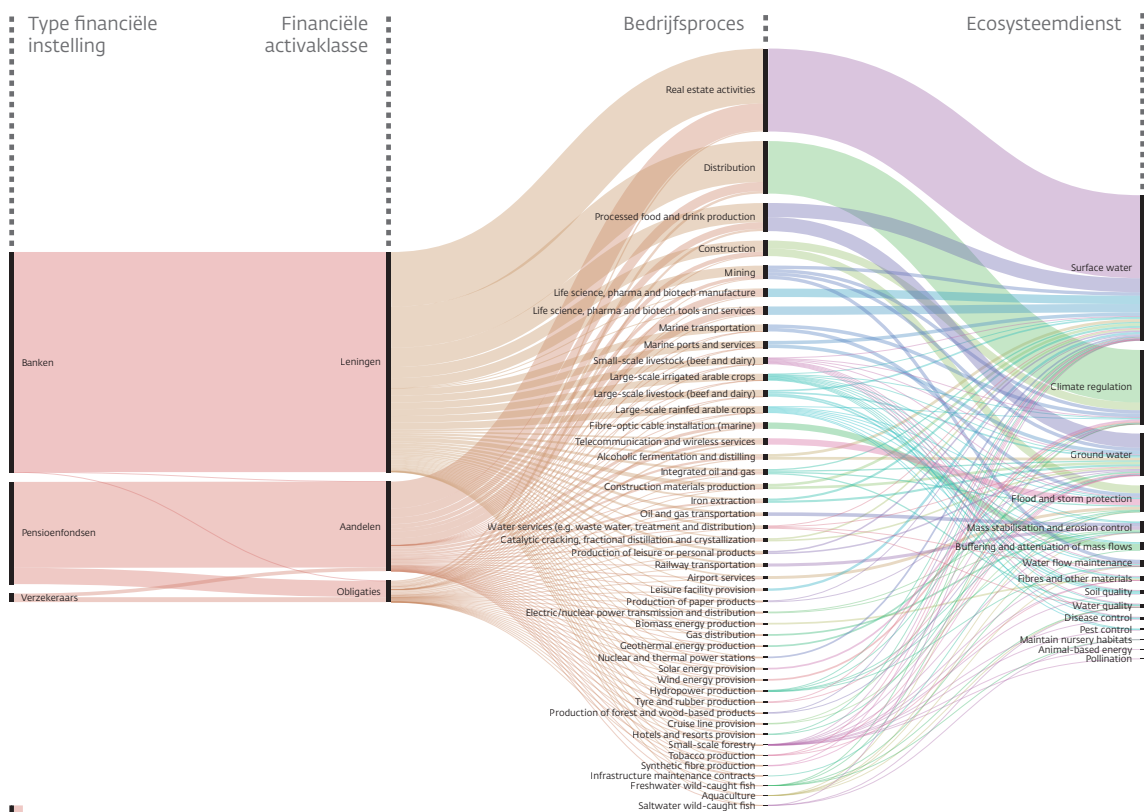 Type financiële
instelling
Financiële
activaklasse
Bedrijfsproces
Ecosysteemdienst
Banken
Pensioenfondsen
Verzekeraars
Leningen
Aandelen
Obligaties
Real estate activities
Distribution
Processed food and drink production
Construction
Mining
Life science, pharma and biotech manufacture
Life science, pharma and biotech tools and services
Marine transportation
Marine ports and services
Small-scale livestock (beef and dairy)
Large-scale irrigated arable crops
Large-scale livestock (beef and dairy)
Large-scale rainfed arable crops
Fibre-optic cable installation (marine)
Telecommunication and wireless services
Alcoholic fermentation and distilling
Integrated oil and gas
Construction materials production
Iron extraction
Oil and gas transportation
Water services (e.g. waste water, treatment and distribution)
Catalytic cracking, fractional distillation and crystallization
Production of leisure or personal products
Railway transportation
Airport services
Leisure facility provision
Production of paper products
Electric/nuclear power transmission and distribution
Biomass energy production
Gas distribution
Geothermal energy production
Nuclear and thermal power stations
Solar energy provision
Wind energy provision
Hydropower production
Tyre and rubber production
Production of forest and wood-based products
Cruise line provision
Hotels and resorts provision
Small-scale forestry
Tobacco production
Synthetic fibre production
Infrastructure maintenance contracts
Freshwater wild-caught fish
Aquaculture
Saltwater wild-caught fish
Surface water
Climate regulation
Ground water
Flood and storm protection
Mass stabilisation and erosion control
Buffering and attenuation of mass flows
Water flow maintenance
Fibres and other materials
Soil quality
Water quality
Disease control
Pest control
Maintain nursery habitats
Animal-based energy
Pollination